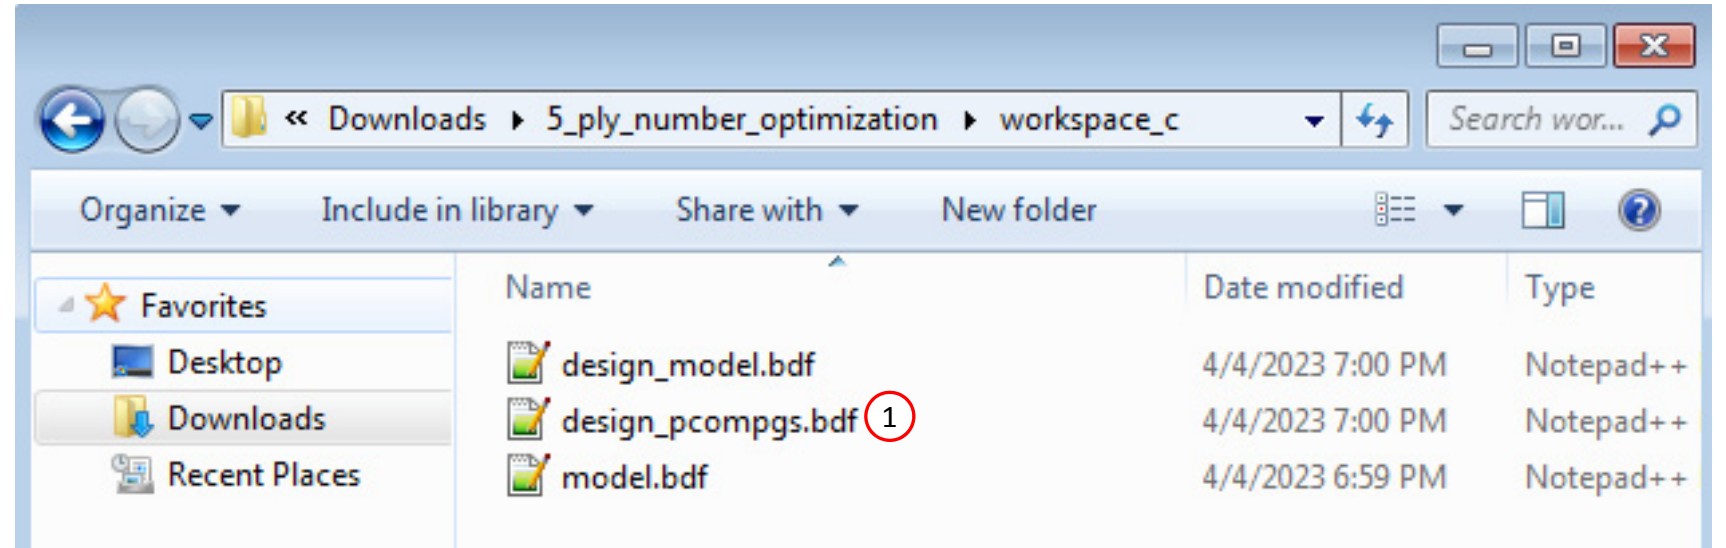 « Downloads ▸ 5_ply_number_optimization ▸ workspace_c Search wor...
Organize Include in library Share with New folder
Name Date modified Type
Favorites
Desktop
Downloads
Recent Places
design_model.bdf 4/4/2023 7:00 PM Notepad++
design_pcompgs.bdf 1 4/4/2023 7:00 PM Notepad++
model.bdf 4/4/2023 6:59 PM Notepad++